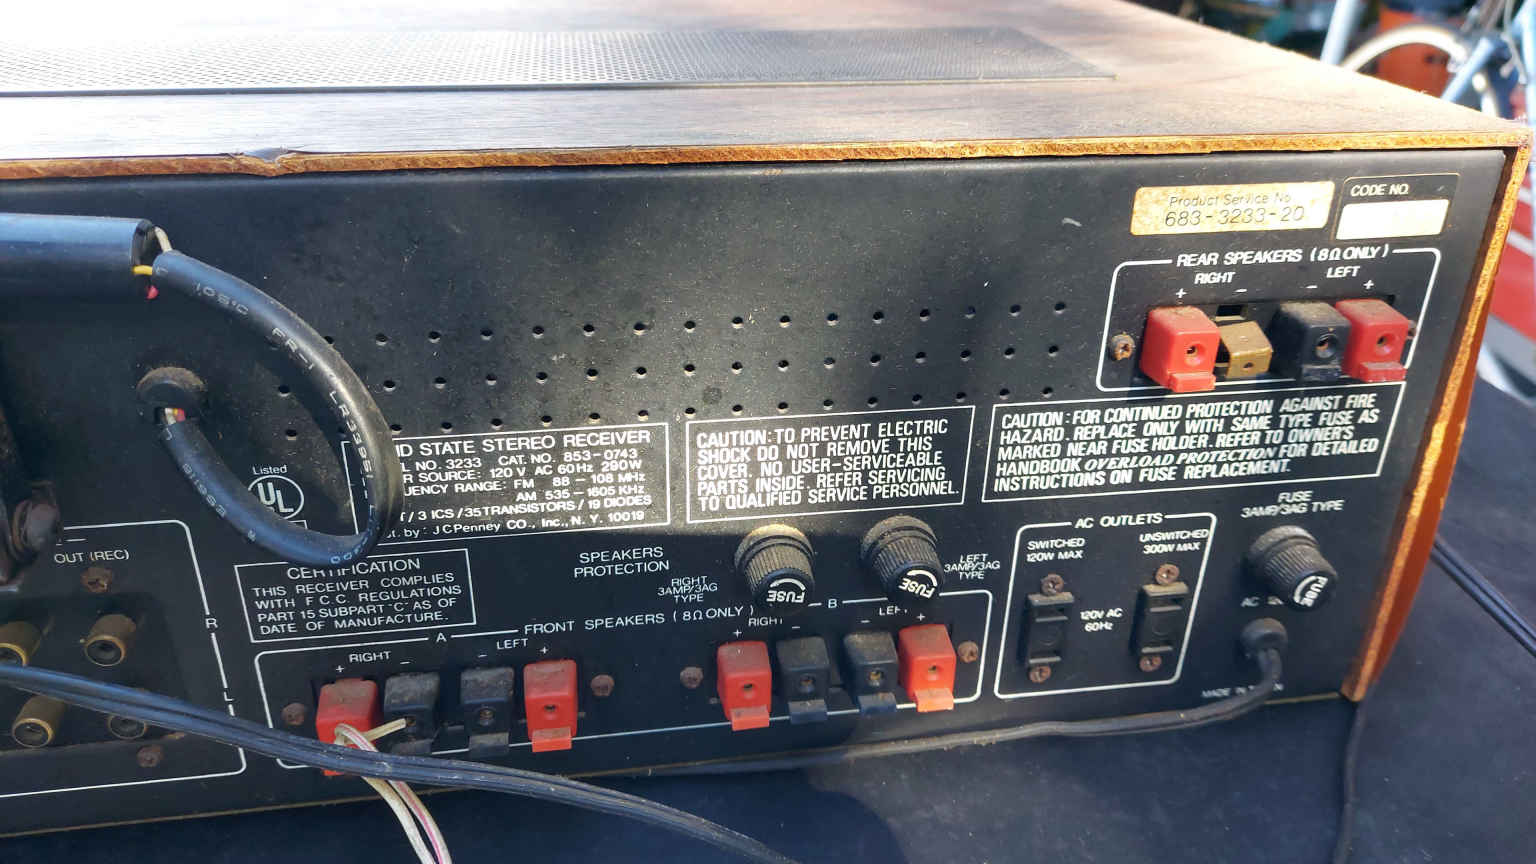 Product Service No.
683-3233-20
CODE NO.
REAR SPEAKERS (8Ω ONLY)
RIGHT LEFT
+ − − +
105°C FR-1 LR3395
Listed
UL
ID STATE STEREO RECEIVER
L NO. 3233 CAT. NO. 853-0743
R SOURCE: 120V AC 60Hz 290W
UENCY RANGE: FM 88 - 108 MHz
AM 535 - 1605 KHz
T / 3 ICS / 35 TRANSISTORS / 19 DIODES
. by : J C Penney CO., Inc., N. Y. 10019
CAUTION: TO PREVENT ELECTRIC
SHOCK DO NOT REMOVE THIS
COVER. NO USER-SERVICEABLE
PARTS INSIDE. REFER SERVICING
TO QUALIFIED SERVICE PERSONNEL.
CAUTION: FOR CONTINUED PROTECTION AGAINST FIRE
HAZARD. REPLACE ONLY WITH SAME TYPE FUSE AS
MARKED NEAR FUSE HOLDER. REFER TO OWNER'S
HANDBOOK OVERLOAD PROTECTION FOR DETAILED
INSTRUCTIONS ON FUSE REPLACEMENT.
OUT (REC)
CERTIFICATION
THIS RECEIVER COMPLIES
WITH F.C.C. REGULATIONS
PART 15 SUBPART "C" AS OF
DATE OF MANUFACTURE.
R
L
SPEAKERS
PROTECTION
RIGHT
3AMP/3AG
TYPE
FUSE
FUSE
LEFT
3AMP/3AG
TYPE
A FRONT SPEAKERS (8Ω ONLY) B
+ RIGHT − − LEFT +
+ RIGHT − − LEFT +
AC OUTLETS
SWITCHED
120W MAX
UNSWITCHED
300W MAX
120V AC
60Hz
FUSE
3AMP/3AG TYPE
FUSE
AC
MADE IN